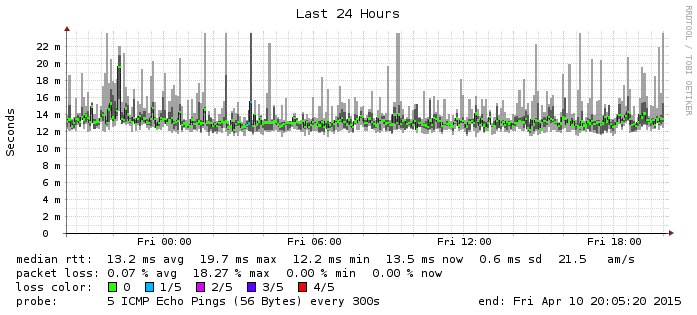 Last 24 Hours
RRDTOOL / TOBI OETIKER
Seconds
22 m
20 m
18 m
16 m
14 m
12 m
10 m
8 m
6 m
4 m
2 m
0
Fri 00:00 Fri 06:00 Fri 12:00 Fri 18:00
median rtt: 13.2 ms avg 19.7 ms max 12.2 ms min 13.5 ms now 0.6 ms sd 21.5 am/s
packet loss: 0.07 % avg 18.27 % max 0.00 % min 0.00 % now
loss color: 0 1/5 2/5 3/5 4/5
probe: 5 ICMP Echo Pings (56 Bytes) every 300s end: Fri Apr 10 20:05:20 2015